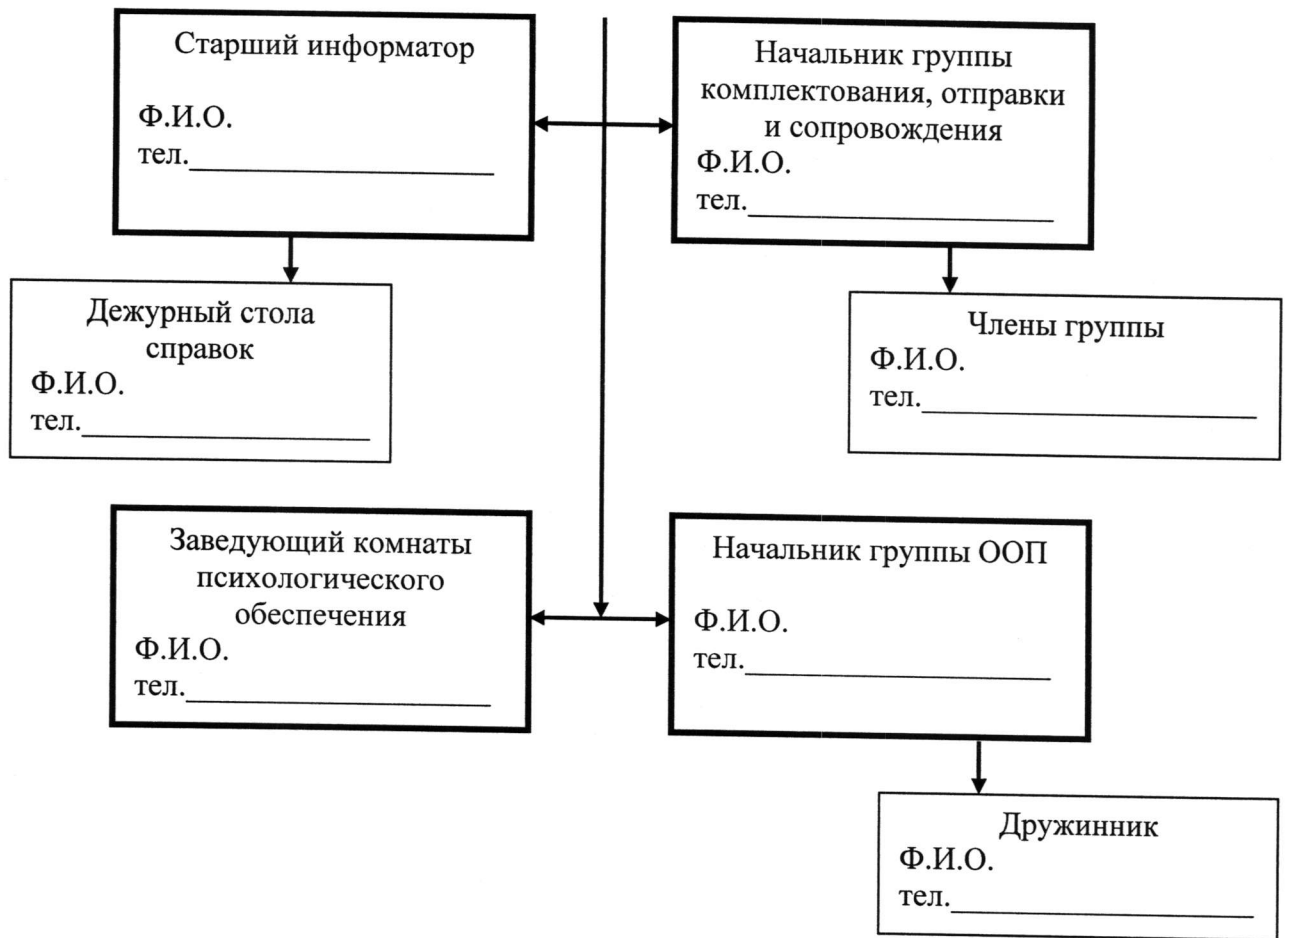 Старший информатор
Ф.И.О.
тел.
Начальник группы
комплектования, отправки
и сопровождения
Ф.И.О.
тел.
Дежурный стола
справок
Ф.И.О.
тел.
Члены группы
Ф.И.О.
тел.
Заведующий комнаты
психологического
обеспечения
Ф.И.О.
тел.
Начальник группы ООП
Ф.И.О.
тел.
Дружинник
Ф.И.О.
тел.